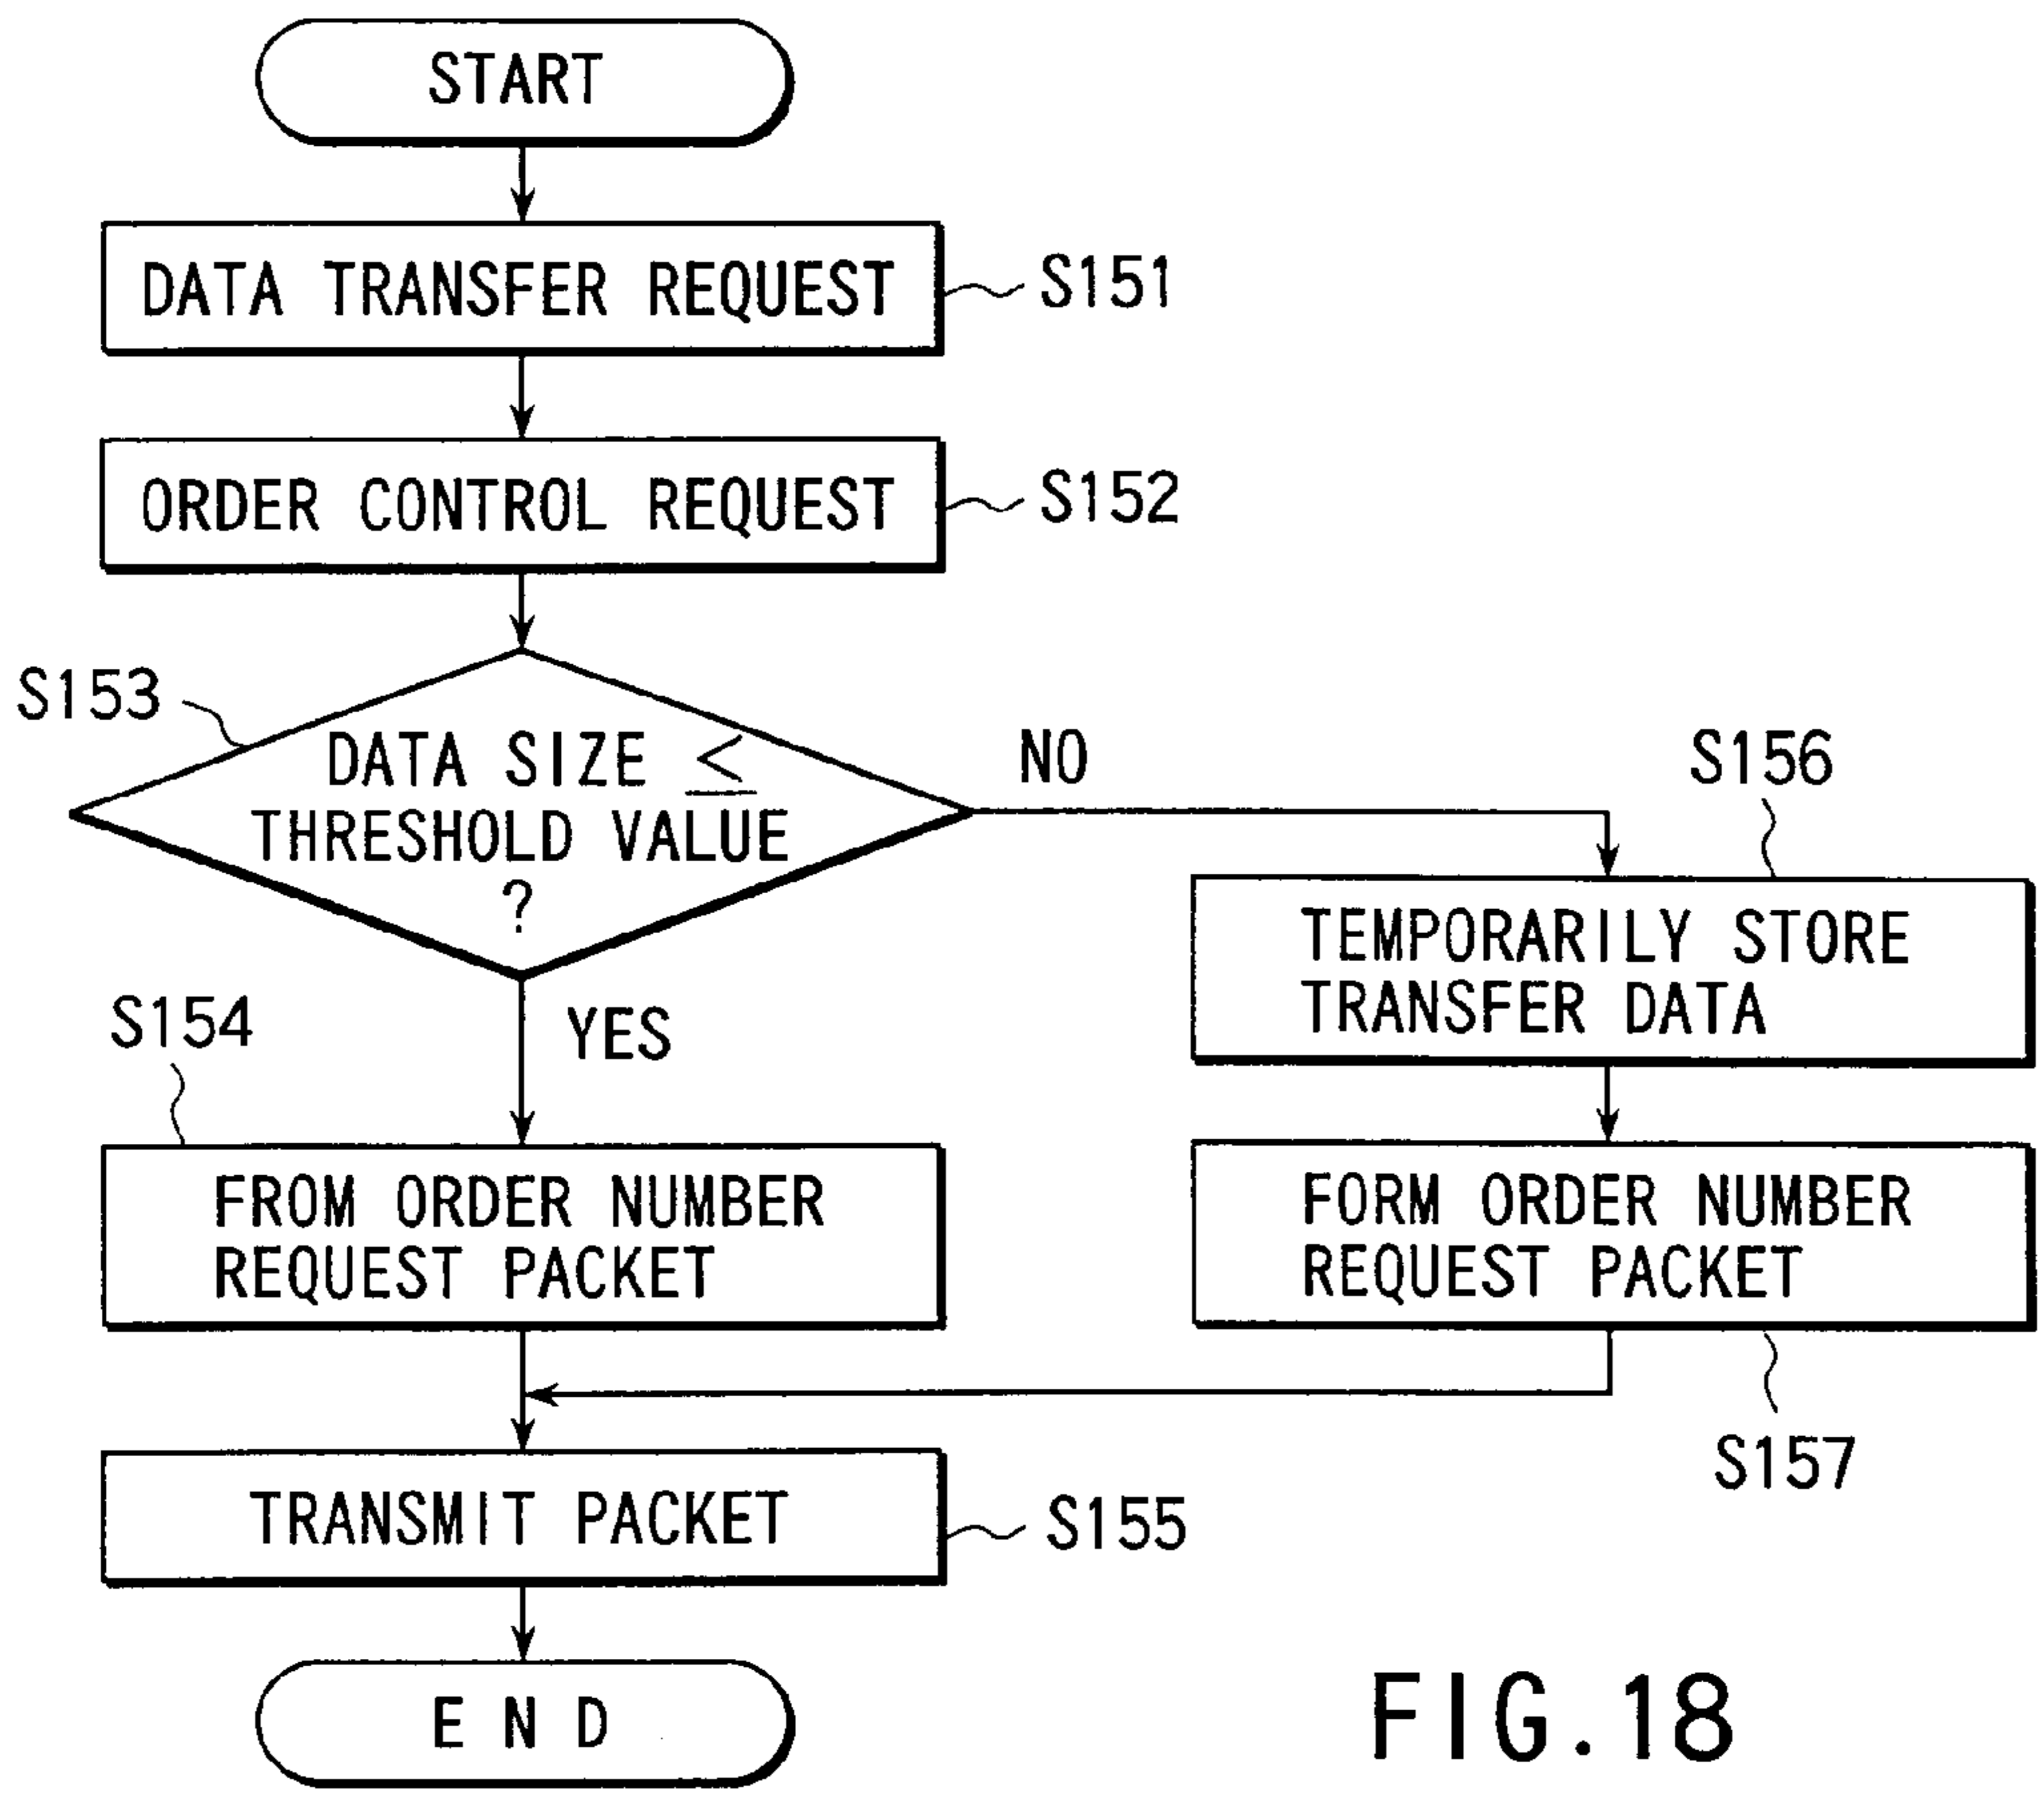 START
DATA TRANSFER REQUEST
S151
ORDER CONTROL REQUEST
S152
S153
DATA SIZE ≤
THRESHOLD VALUE
?
NO
YES
S154
FROM ORDER NUMBER
REQUEST PACKET
S156
TEMPORARILY STORE
TRANSFER DATA
FORM ORDER NUMBER
REQUEST PACKET
S157
TRANSMIT PACKET
S155
END
FIG.18